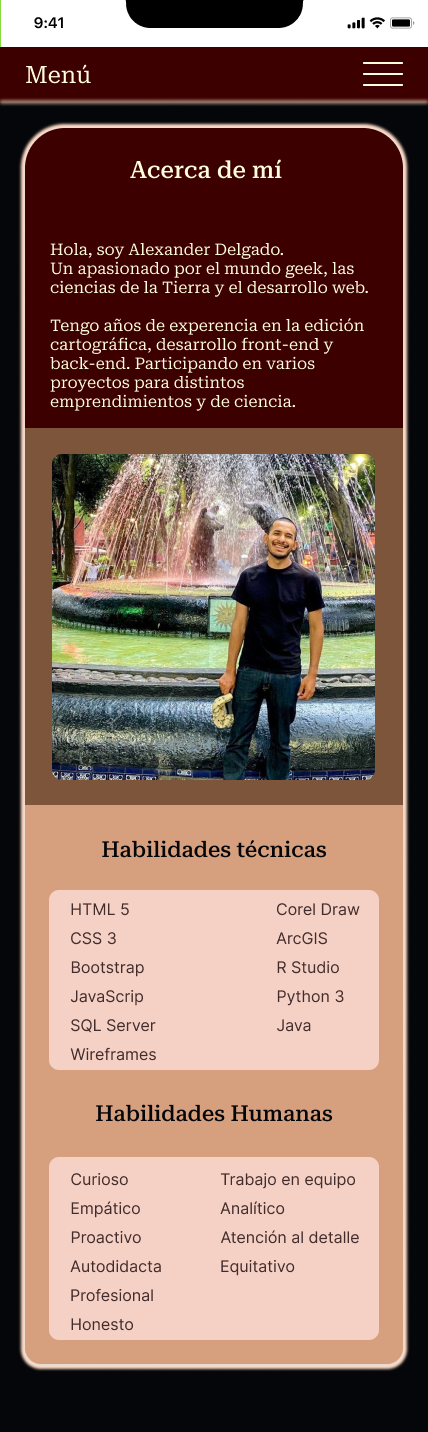 9:41
Menú
Acerca de mí
Hola, soy Alexander Delgado.
Un apasionado por el mundo geek, las
ciencias de la Tierra y el desarrollo web.
Tengo años de experencia en la edición
cartográfica, desarrollo front-end y
back-end. Participando en varios
proyectos para distintos
emprendimientos y de ciencia.
Habilidades técnicas
HTML 5
CSS 3
Bootstrap
JavaScrip
SQL Server
Wireframes
Corel Draw
ArcGIS
R Studio
Python 3
Java
Habilidades Humanas
Curioso
Empático
Proactivo
Autodidacta
Profesional
Honesto
Trabajo en equipo
Analítico
Atención al detalle
Equitativo